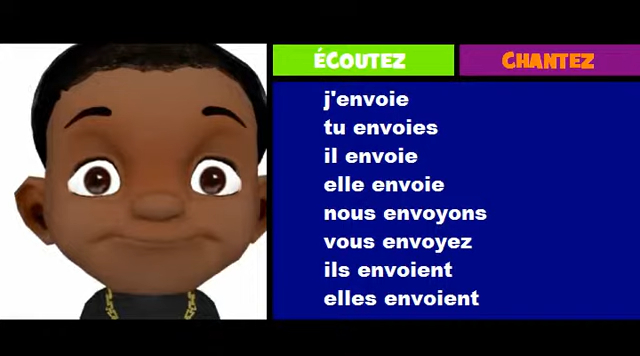 ÉCOUTEZ
CHANTEZ
j'envoie
tu envoies
il envoie
elle envoie
nous envoyons
vous envoyez
ils envoient
elles envoient